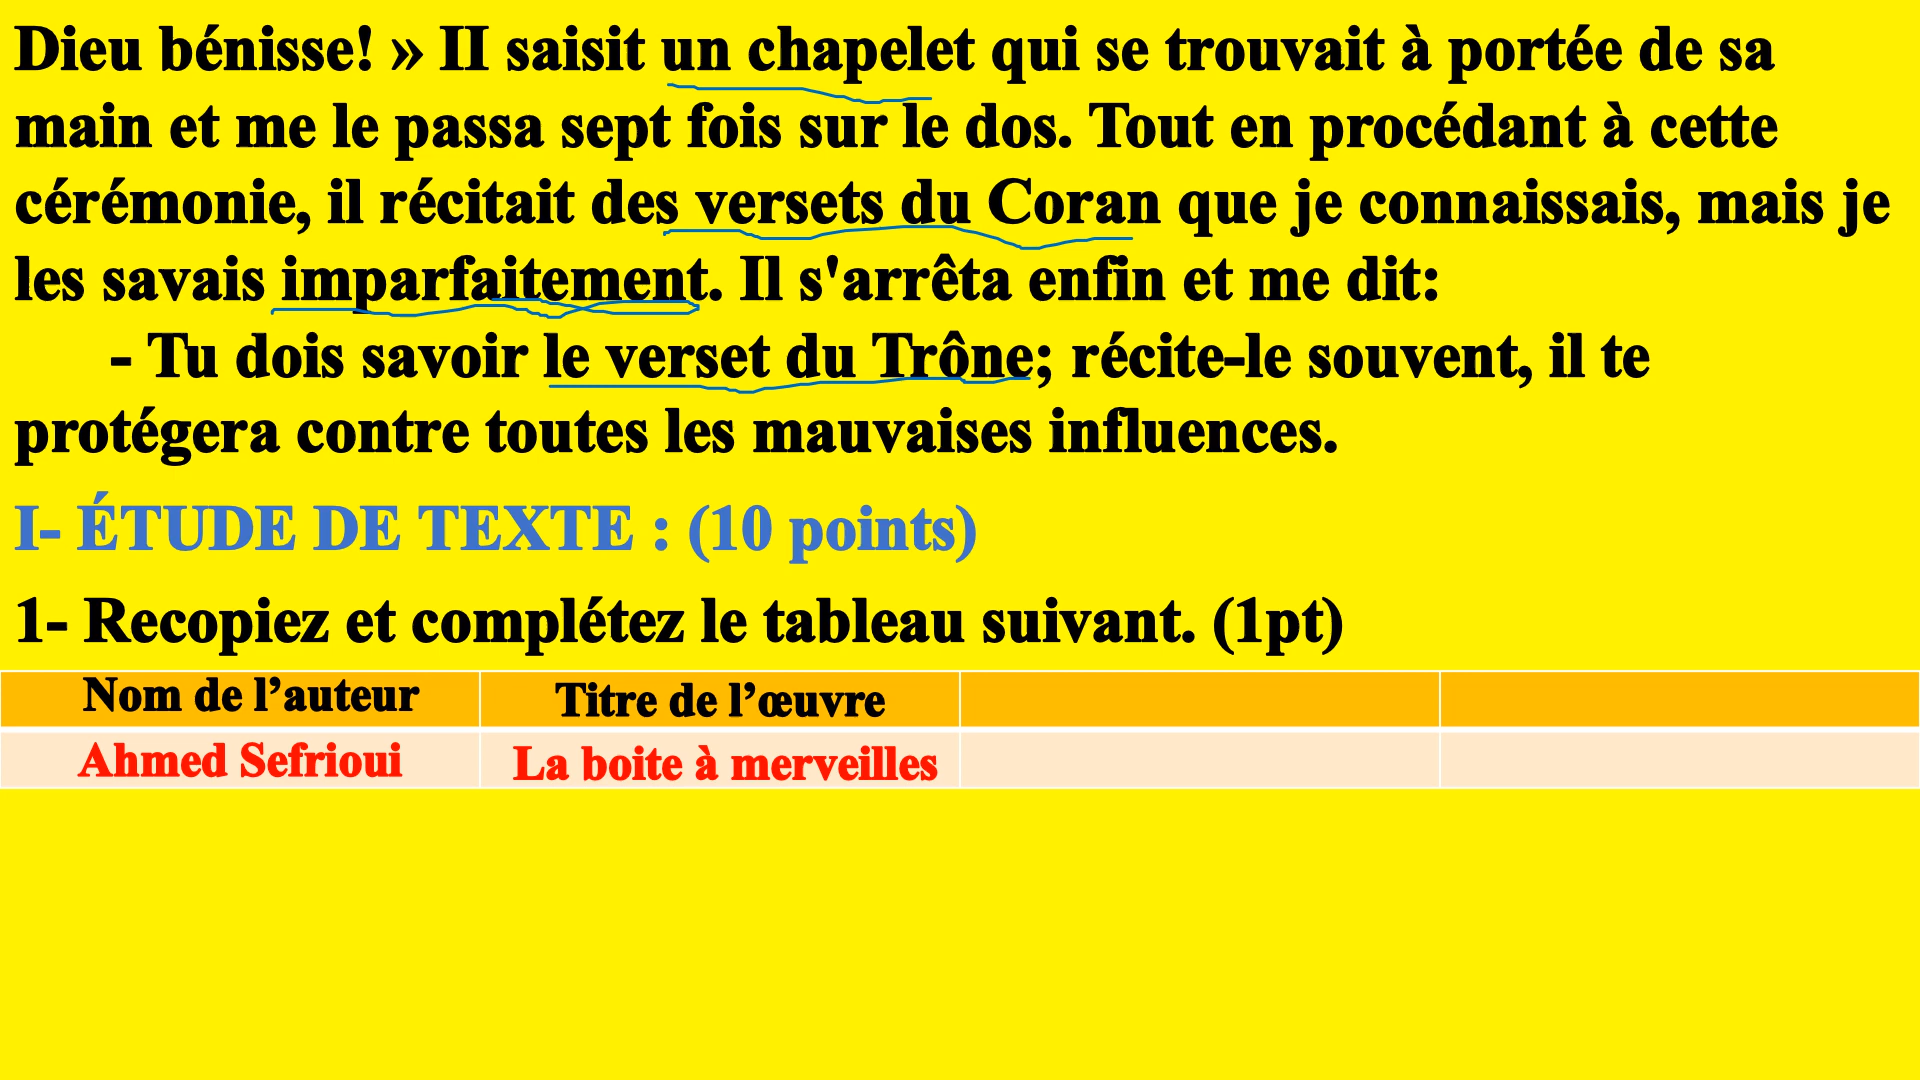 Dieu bénisse! » II saisit un chapelet qui se trouvait à portée de sa
main et me le passa sept fois sur le dos. Tout en procédant à cette
cérémonie, il récitait des versets du Coran que je connaissais, mais je
les savais imparfaitement. Il s'arrêta enfin et me dit:
- Tu dois savoir le verset du Trône; récite-le souvent, il te
protégera contre toutes les mauvaises influences.
I- ÉTUDE DE TEXTE : (10 points)
1- Recopiez et complétez le tableau suivant. (1pt)
Nom de l’auteur Titre de l’œuvre
Ahmed Sefrioui La boite à merveilles